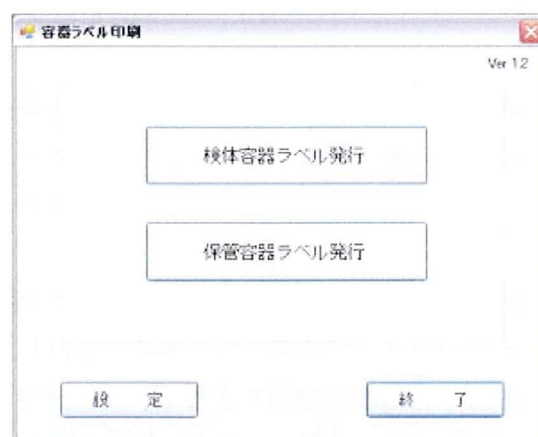 容器ラベル印刷
Ver 1.2
検体容器ラベル発行
保管容器ラベル発行
設　定
終　了